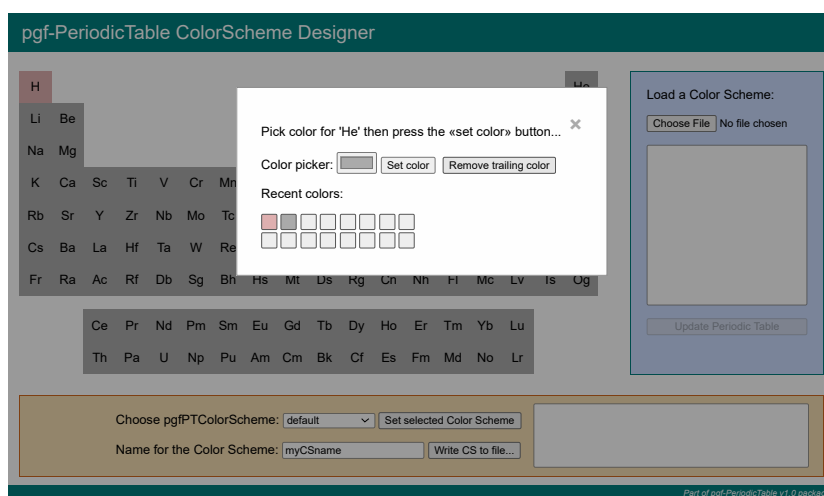 pgf-PeriodicTable ColorScheme Designer
H He
Li Be
Na Mg
K Ca Sc Ti V Cr Mn
Rb Sr Y Zr Nb Mo Tc
Cs Ba La Hf Ta W Re
Fr Ra Ac Rf Db Sg Bh Hs Mt Ds Rg Cn Nh Fl Mc Lv Ts Og
Ce Pr Nd Pm Sm Eu Gd Tb Dy Ho Er Tm Yb Lu
Th Pa U Np Pu Am Cm Bk Cf Es Fm Md No Lr
Pick color for 'He' then press the «set color» button... ×
Color picker: Set color Remove trailing color
Recent colors:
Load a Color Scheme:
Choose File No file chosen
Update Periodic Table
Choose pgfPTColorScheme: default Set selected Color Scheme
Name for the Color Scheme: myCSname Write CS to file...
Part of pgf-PeriodicTable v1.0 packag